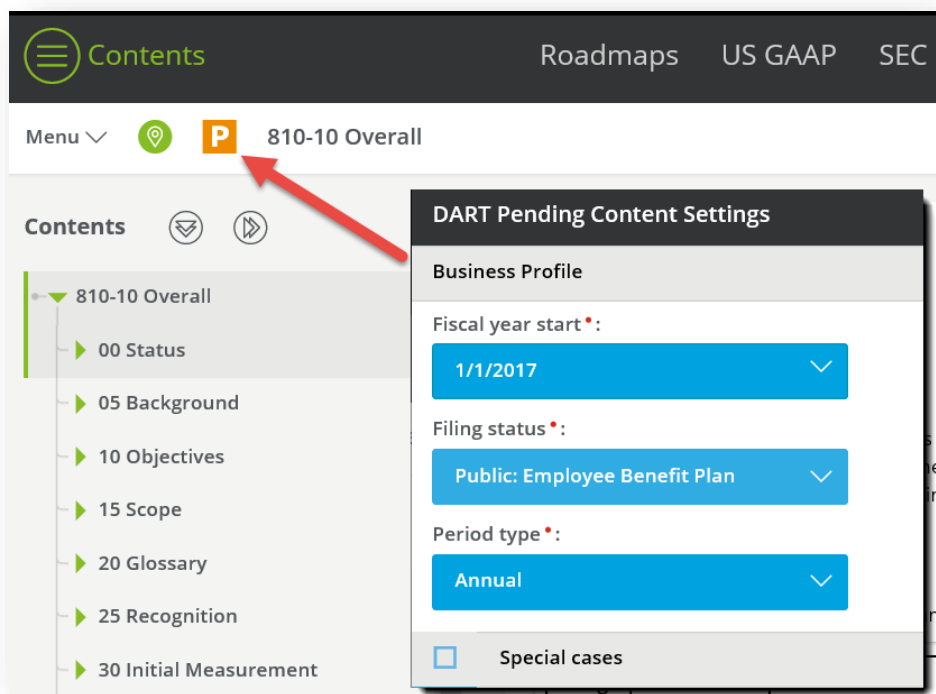 Contents
Roadmaps US GAAP SEC
Menu P 810-10 Overall
Contents
810-10 Overall
00 Status
05 Background
10 Objectives
15 Scope
20 Glossary
25 Recognition
30 Initial Measurement
DART Pending Content Settings
Business Profile
Fiscal year start•:
1/1/2017
Filing status•:
Public: Employee Benefit Plan
Period type•:
Annual
Special cases